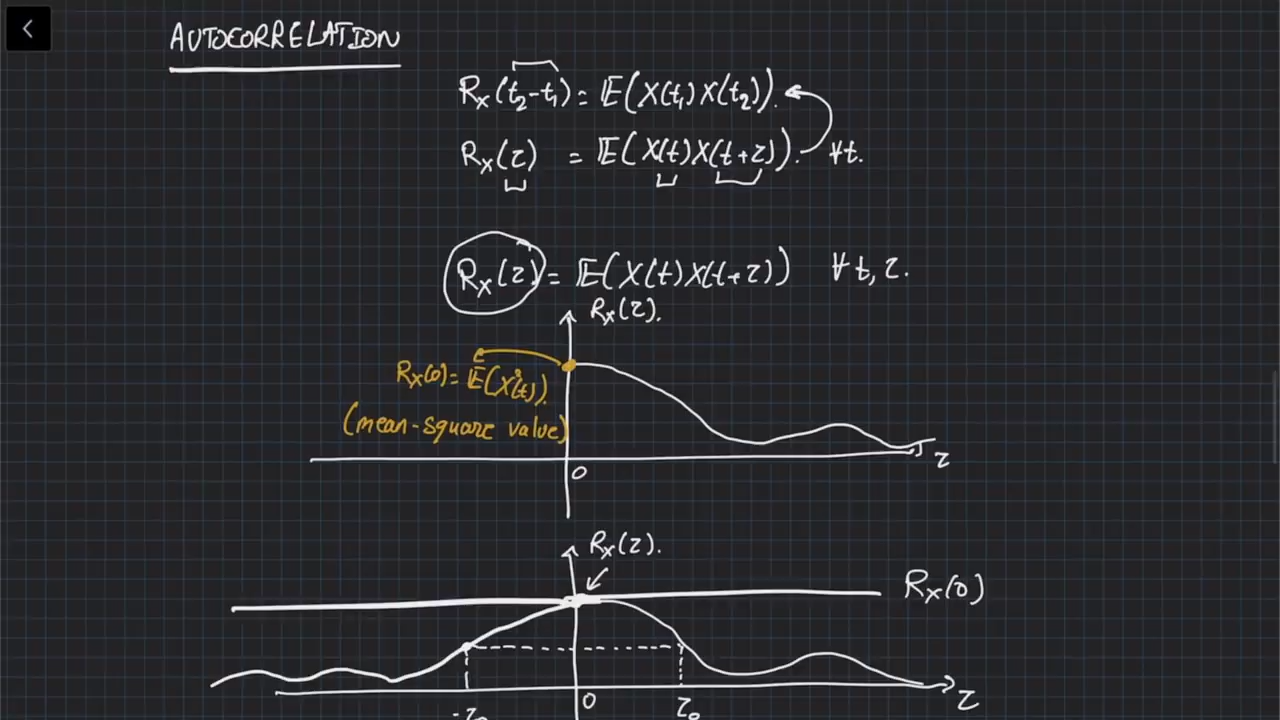 AUTOCORRELATION
Rx(t₂-t₁) = E(X(t₁)X(t₂)).
Rx(τ) = E(X(t)X(t+τ)). ∀t.
Rx(τ) = E(X(t)X(t+τ)) ∀t,τ.
Rx(τ).
Rx(0) = E(X²(t)).
(mean-square value)
0
τ
Rx(τ).
Rx(0)
0
τ
-τ₀
τ₀